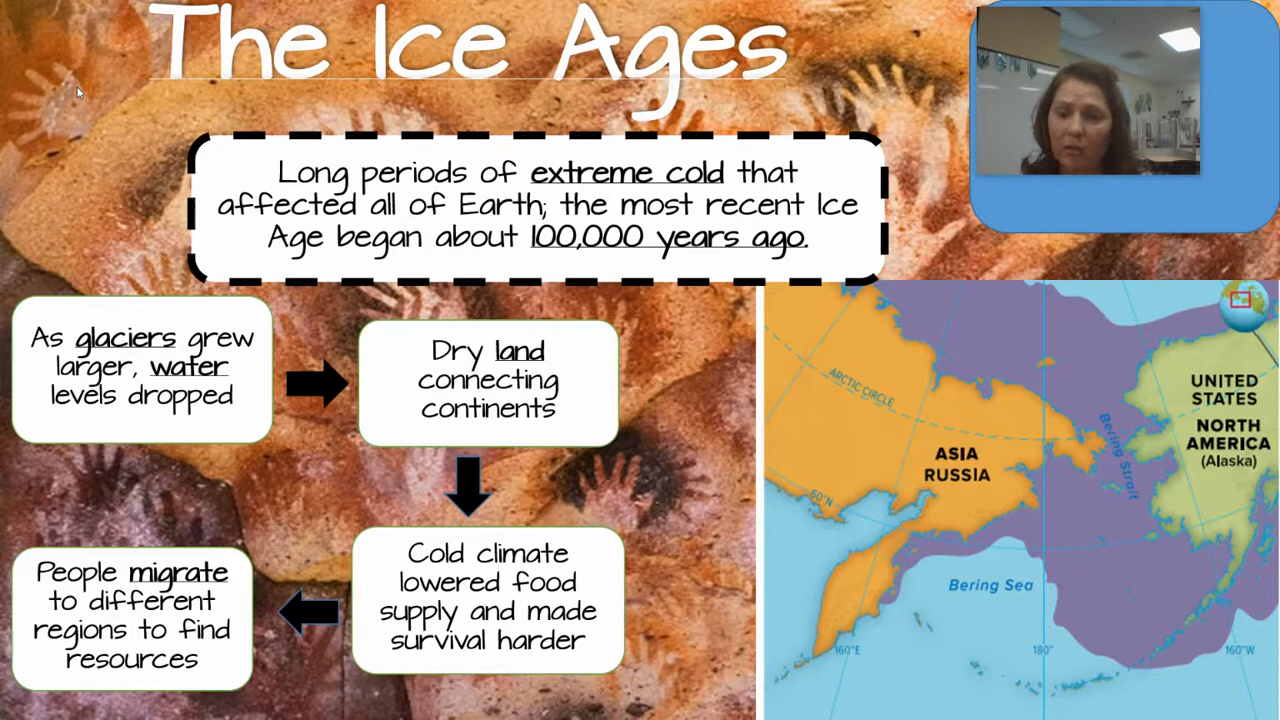 The Ice Ages
Long periods of extreme cold that
affected all of Earth; the most recent Ice
Age began about 100,000 years ago.
As glaciers grew
larger, water
levels dropped
Dry land
connecting
continents
Cold climate
lowered food
supply and made
survival harder
People migrate
to different
regions to find
resources
ARCTIC CIRCLE
UNITED
STATES
NORTH
AMERICA
(Alaska)
Bering Strait
ASIA
RUSSIA
60°N
Bering Sea
160°E
180°
160°W